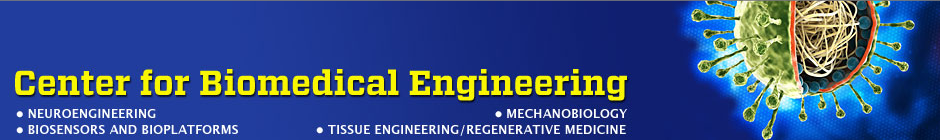 Center for Biomedical Engineering
● NEUROENGINEERING ● MECHANOBIOLOGY
● BIOSENSORS AND BIOPLATFORMS ● TISSUE ENGINEERING/REGENERATIVE MEDICINE